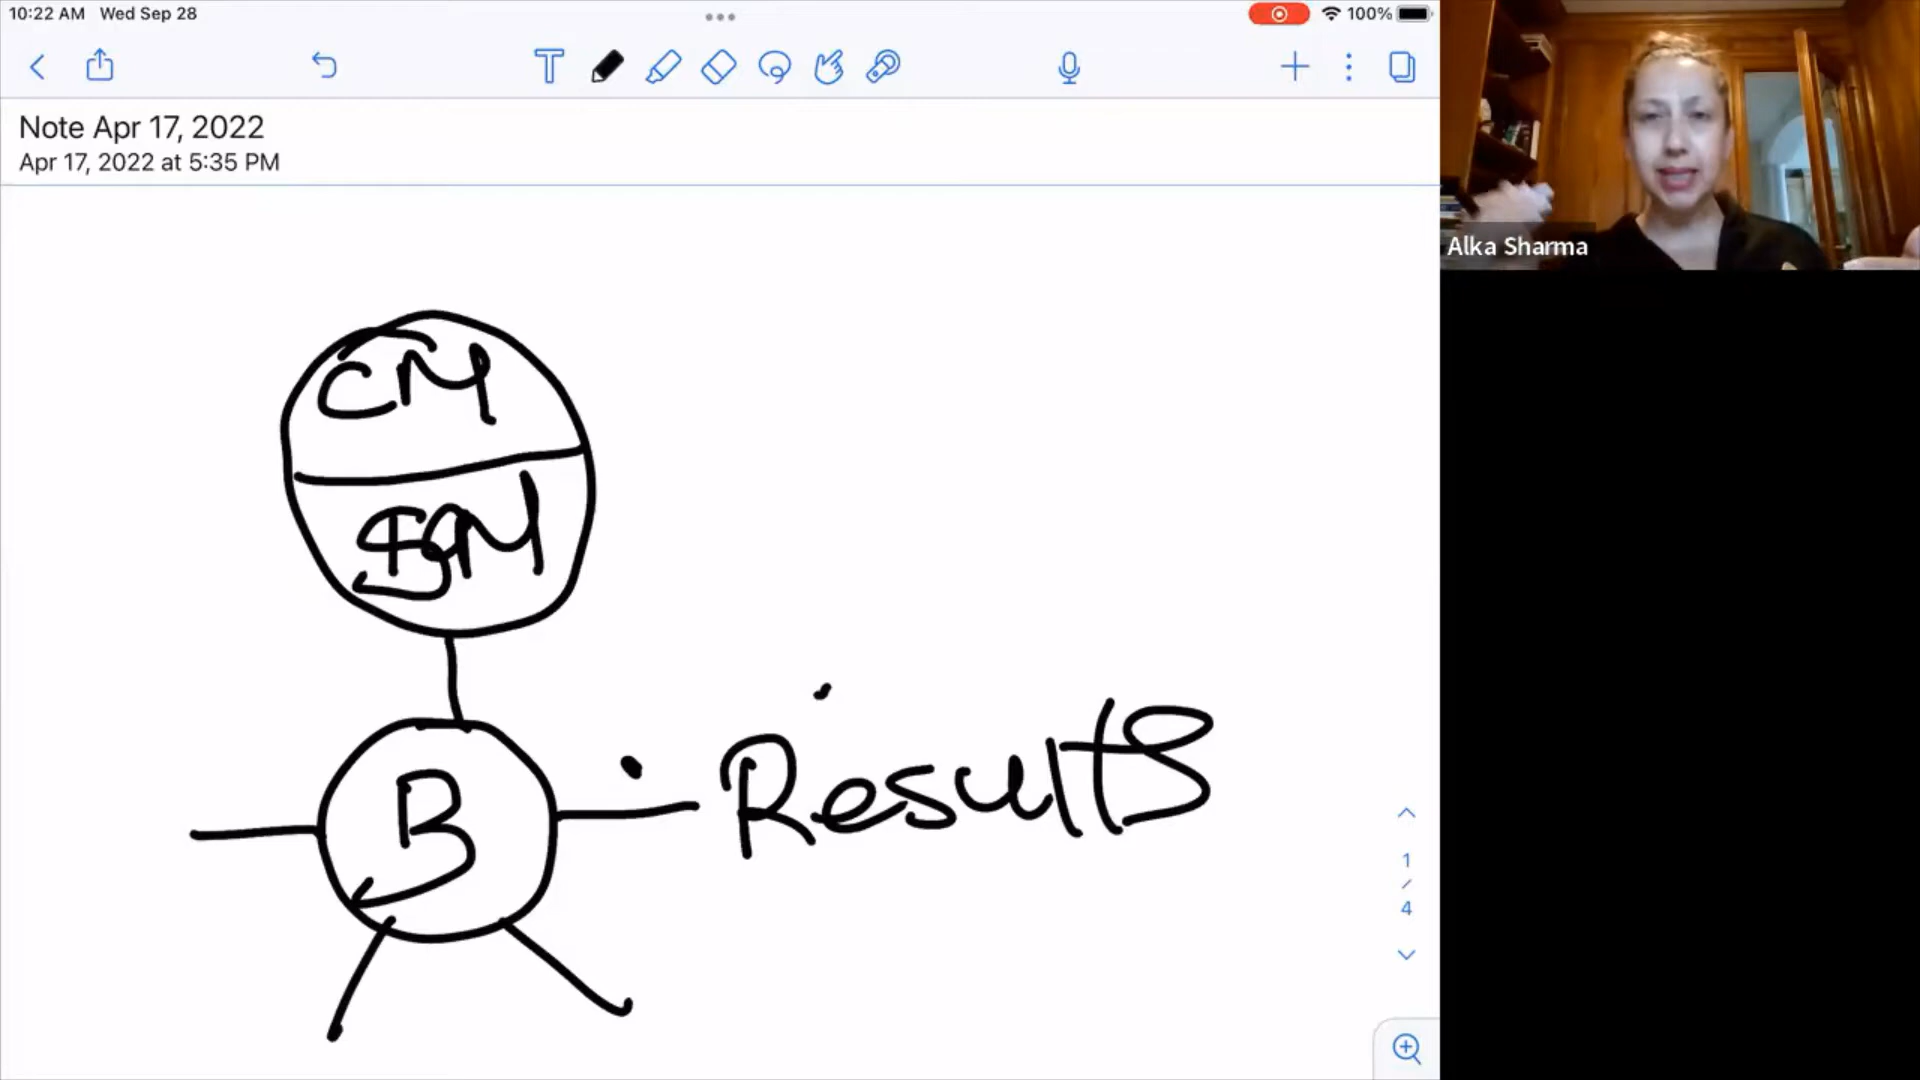 10:22 AM Wed Sep 28
100%
Note Apr 17, 2022
Apr 17, 2022 at 5:35 PM
Alka Sharma
CM
B
Results
1
/
4